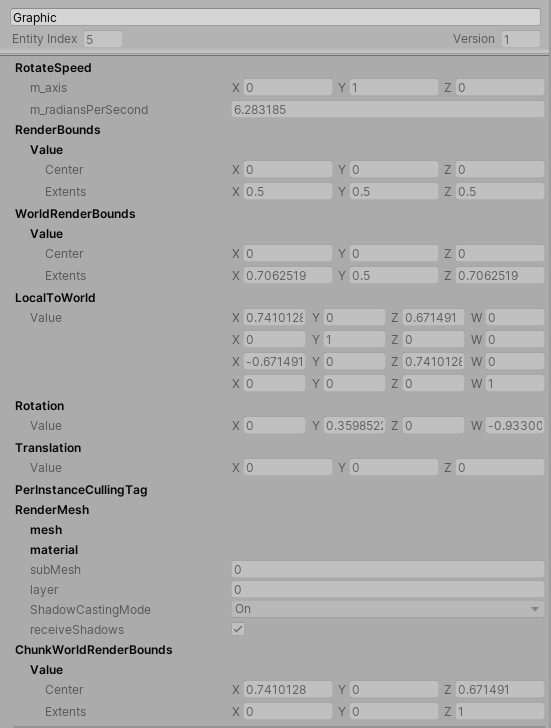 Graphic
Entity Index 5 Version 1
RotateSpeed
m_axis X 0 Y 1 Z 0
m_radiansPerSecond 6.283185
RenderBounds
Value
Center X 0 Y 0 Z 0
Extents X 0.5 Y 0.5 Z 0.5
WorldRenderBounds
Value
Center X 0 Y 0 Z 0
Extents X 0.7062519 Y 0.5 Z 0.7062519
LocalToWorld
Value X 0.7410128 Y 0 Z 0.671491 W 0
X 0 Y 1 Z 0 W 0
X -0.671491 Y 0 Z 0.7410128 W 0
X 0 Y 0 Z 0 W 1
Rotation
Value X 0 Y 0.3598522 Z 0 W -0.93300
Translation
Value X 0 Y 0 Z 0
PerInstanceCullingTag
RenderMesh
mesh
material
subMesh 0
layer 0
ShadowCastingMode On
receiveShadows
ChunkWorldRenderBounds
Value
Center X 0.7410128 Y 0 Z 0.671491
Extents X 0 Y 0 Z 1